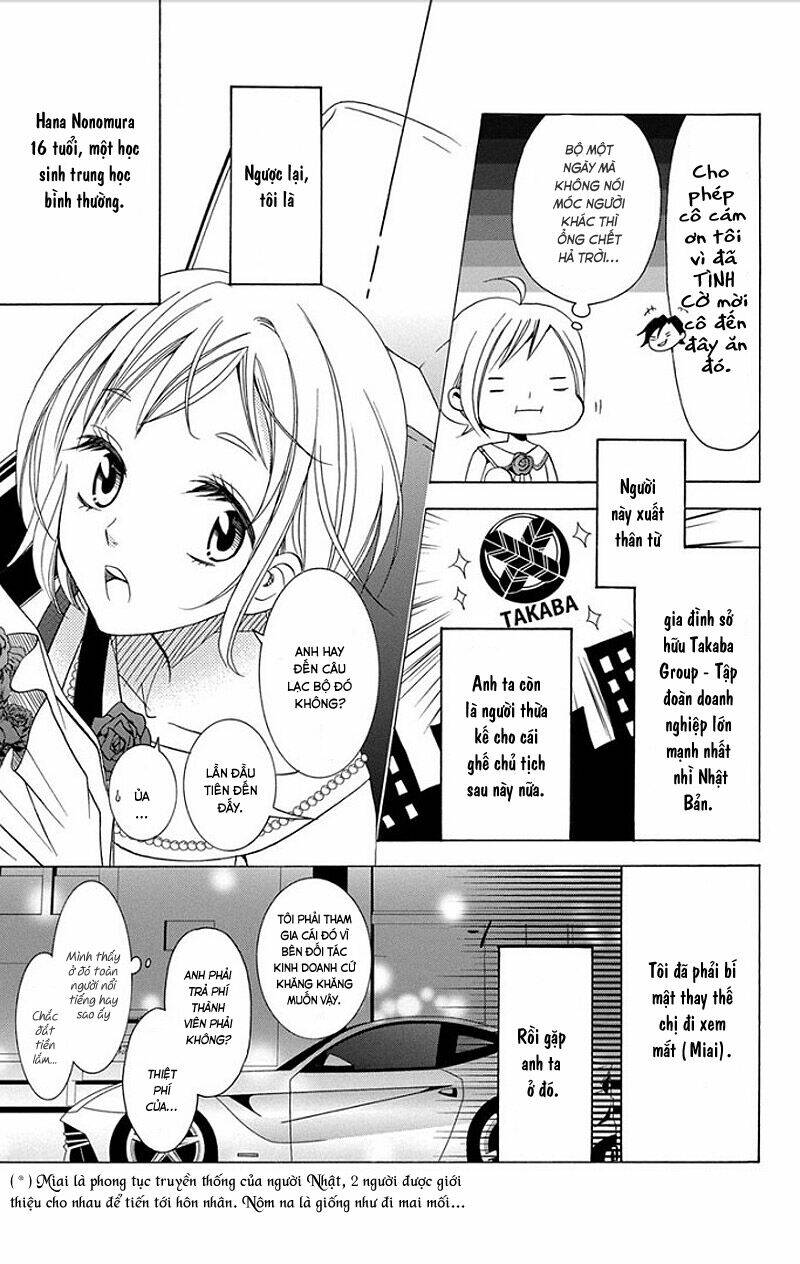 Cho
phép
cô cám
ơn tôi
vì đã
TÌNH
CỜ mời
cô đến
đây ăn
đó.
BỘ MỘT
NGÀY MÀ
KHÔNG NÓI
MÓC NGƯỜI
KHÁC THÌ
ỔNG CHẾT
HẢ TRỜI...
Người
này xuất
thân từ
gia đình sở
hữu Takaba
Group - Tập
đoàn doanh
nghiệp lớn
mạnh nhất
nhì Nhật
Bản.
TAKABA
Anh ta còn
là người thừa
kế cho cái
ghế chủ tịch
sau này nữa.
Ngược lại,
tôi là
Hana Nonomura
16 tuổi, một học
sinh trung học
bình thường.
ANH HAY
ĐẾN CÂU
LẠC BỘ ĐÓ
KHÔNG?
LẦN ĐẦU
TIÊN ĐẾN
ĐẤY.
ỦA
...
Tôi đã phải bí
mật thay thế
chị đi xem
mắt ( Miai ).
Rồi gặp
anh ta
ở đó.
TÔI PHẢI THAM
GIA CÁI ĐÓ VÌ
BÊN ĐỐI TÁC
KINH DOANH CỨ
KHĂNG KHĂNG
MUỐN VẬY.
ANH PHẢI
TRẢ PHÍ
THÀNH
VIÊN PHẢI
KHÔNG?
THIỆT
PHÍ
CỦA...
Mình thấy
ở đó toàn
người nổi
tiếng hay
sao ấy
Chắc
đắt
tiền
lắm...
( * ) Miai là phong tục truyền thống của người Nhật, 2 người được giới
thiệu cho nhau để tiến tới hôn nhân. Nôm na là giống như đi mai mối...